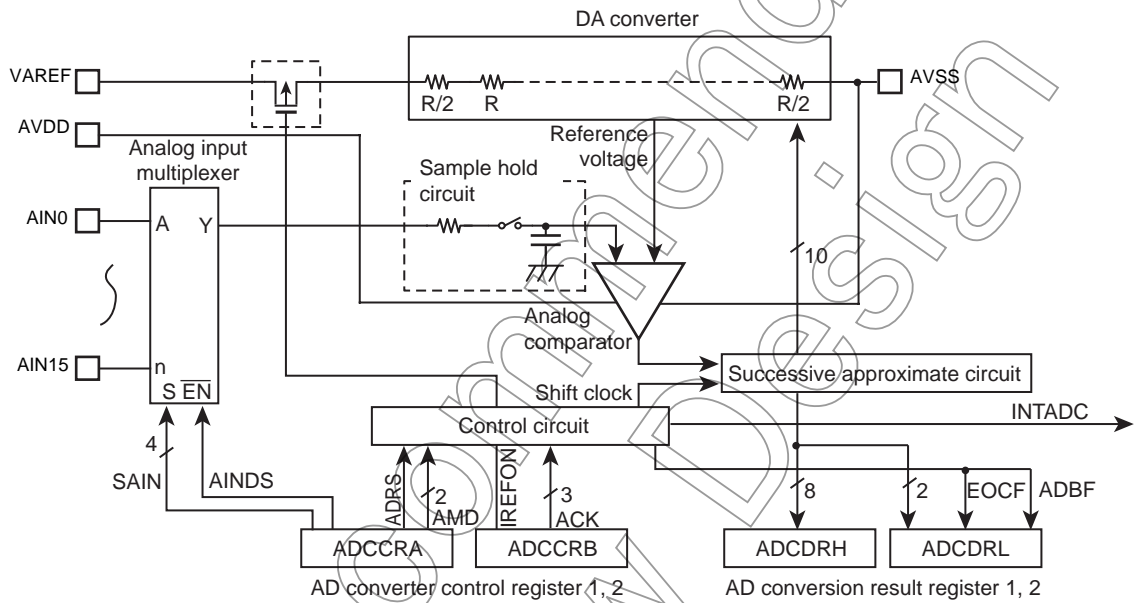 DA converter
VAREF
R/2
R
R/2
AVSS
AVDD
Analog input
multiplexer
Reference
voltage
Sample hold
circuit
AIN0
A
Y
10
Analog
comparator
AIN15
n
S EN
Shift clock
Successive approximate circuit
Control circuit
INTADC
4
SAIN
AINDS
ADRS
2
AMD
IREFON
3
ACK
8
2
EOCF
ADBF
ADCCRA
ADCCRB
ADCDRH
ADCDRL
AD converter control register 1, 2
AD conversion result register 1, 2